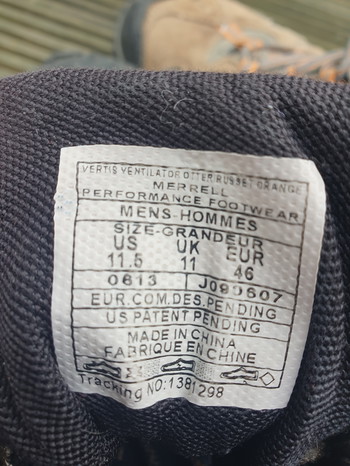 VERTIS VENTILATOR OTTER RUSSET ORANGE
MERRELL
PERFORMANCE FOOTWEAR
MENS-HOMMES
SIZE-GRANDEUR
US UK EUR
11.5 11 46
0613 J099607
EUR.COM.DES.PENDING
US PATENT PENDING
MADE IN CHINA
FABRIQUE EN CHINE
Tracking NO:1381298